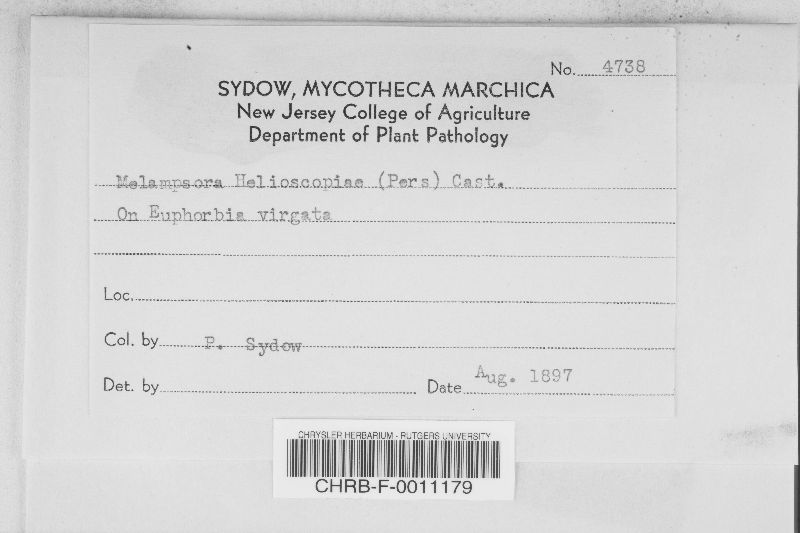 No. 4738
SYDOW, MYCOTHECA MARCHICA
New Jersey College of Agriculture
Department of Plant Pathology
Melampsora Helioscopiae (Pers) Cast.
On Euphorbia virgata
Loc.
Col. by P. Sydow
Det. by Date Aug. 1897
CHRYSLER HERBARIUM - RUTGERS UNIVERSITY
CHRB-F-0011179